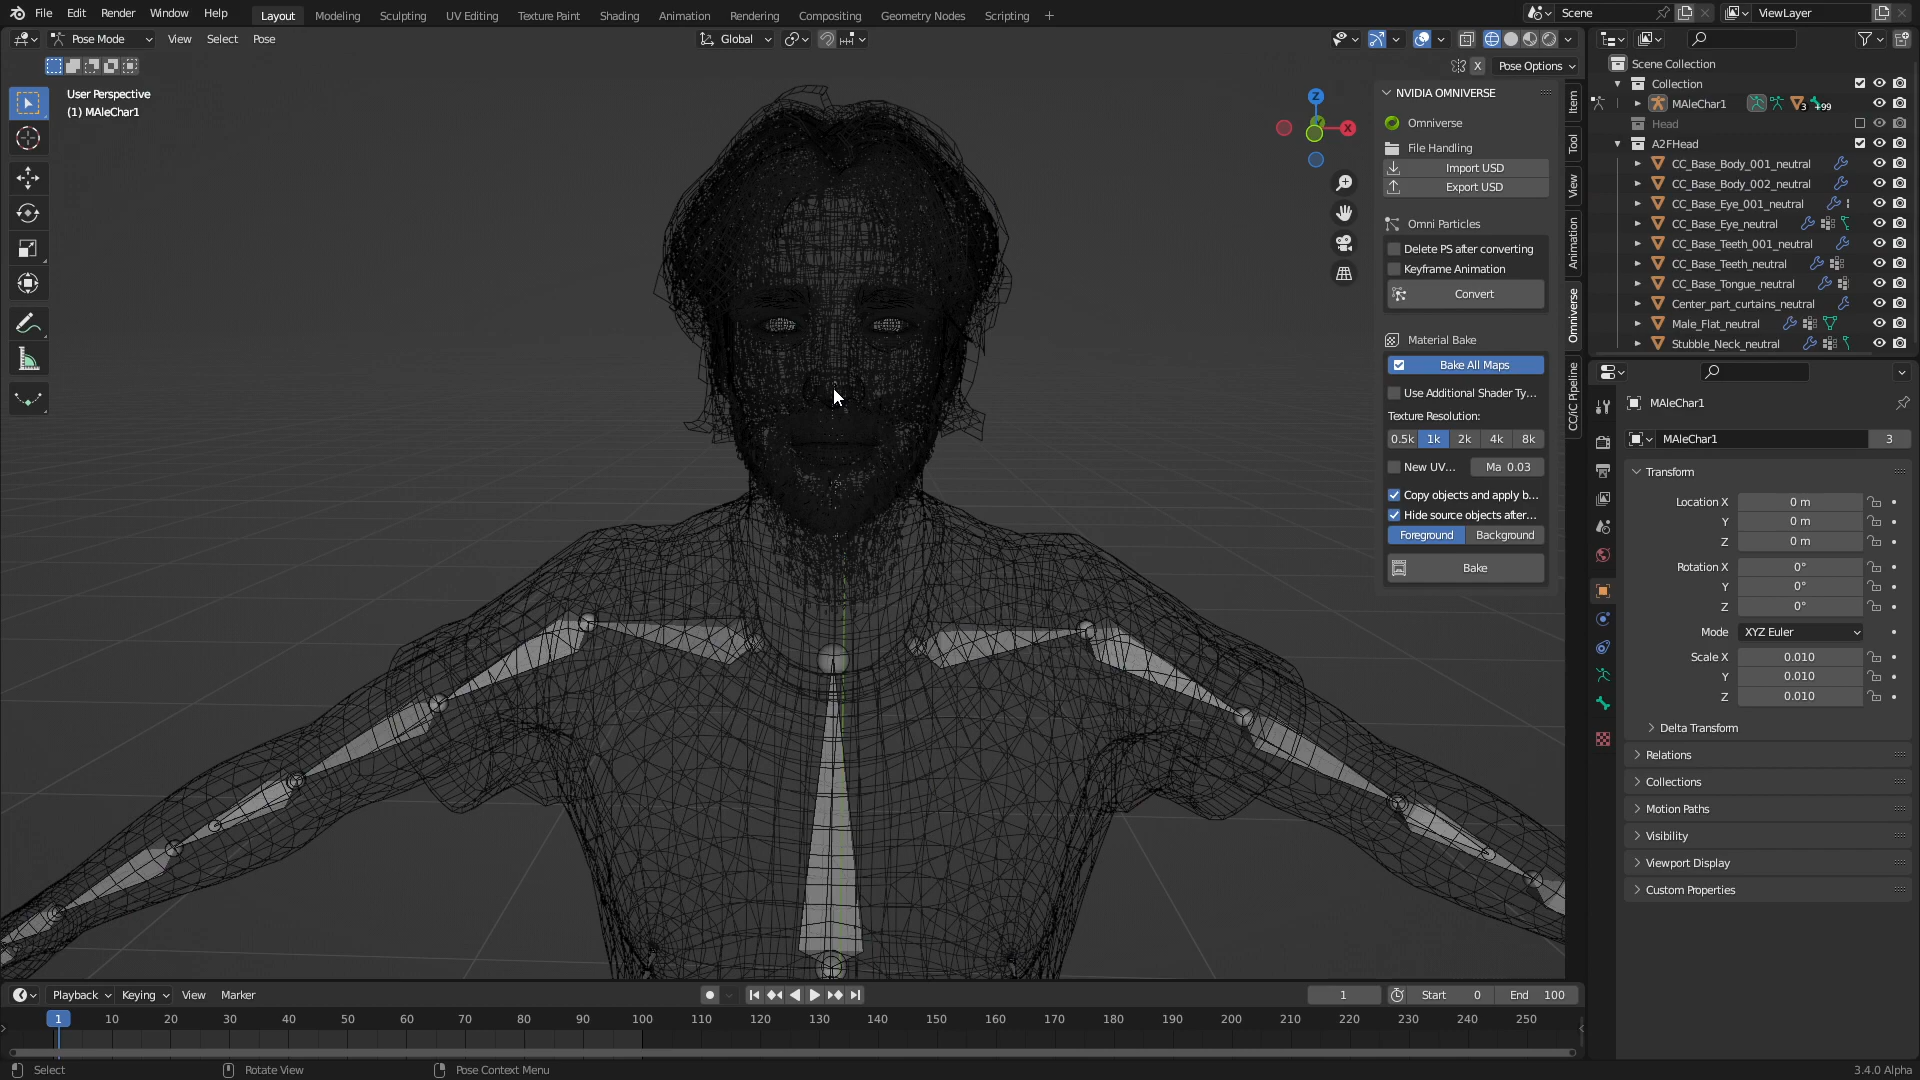 File Edit Render Window Help Layout Modeling Sculpting UV Editing Texture Paint Shading Animation Rendering Compositing Geometry Nodes Scripting + Scene ViewLayer
Pose Mode View Select Pose Global
X Pose Options
User Perspective
(1) MAleChar1
Z
X
NVIDIA OMNIVERSE
Omniverse
File Handling
Import USD
Export USD
Omni Particles
Delete PS after converting
Keyframe Animation
Convert
Material Bake
Bake All Maps
Use Additional Shader Ty...
Texture Resolution:
0.5k 1k 2k 4k 8k
New UV... Ma 0.03
Copy objects and apply b...
Hide source objects after...
Foreground Background
Bake
Item
Tool
View
Animation
Omniverse
CC/iC Pipeline
Scene Collection
Collection
MAleChar1 3 +99
Head
A2FHead
CC_Base_Body_001_neutral
CC_Base_Body_002_neutral
CC_Base_Eye_001_neutral
CC_Base_Eye_neutral
CC_Base_Teeth_001_neutral
CC_Base_Teeth_neutral
CC_Base_Tongue_neutral
Center_part_curtains_neutral
Male_Flat_neutral
Stubble_Neck_neutral
MAleChar1
MAleChar1 3
Transform
Location X 0 m
Y 0 m
Z 0 m
Rotation X 0°
Y 0°
Z 0°
Mode XYZ Euler
Scale X 0.010
Y 0.010
Z 0.010
Delta Transform
Relations
Collections
Motion Paths
Visibility
Viewport Display
Custom Properties
Playback Keying View Marker 1 Start 0 End 100
1 10 20 30 40 50 60 70 80 90 100 110 120 130 140 150 160 170 180 190 200 210 220 230 240 250
Select Rotate View Pose Context Menu 3.4.0 Alpha